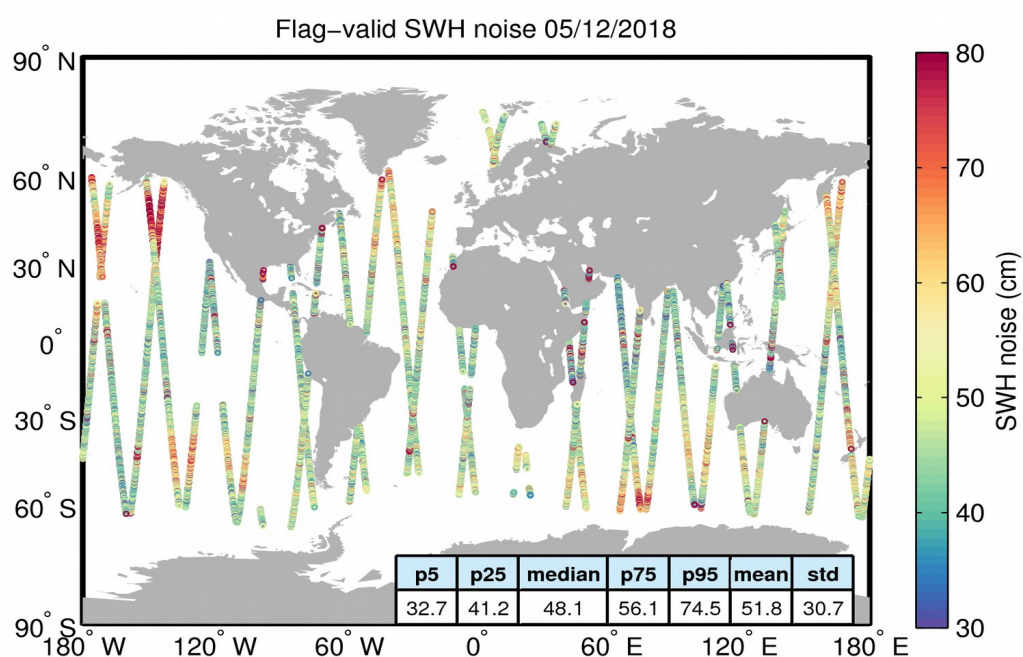 Flag-valid SWH noise 05/12/2018
90° N
60° N
30° N
0°
30° S
60° S
90° S
180° W
120° W
60° W
0°
60° E
120° E
180° E
80
70
60
50
40
30
SWH noise (cm)
p5 p25 median p75 p95 mean std
32.7 41.2 48.1 56.1 74.5 51.8 30.7